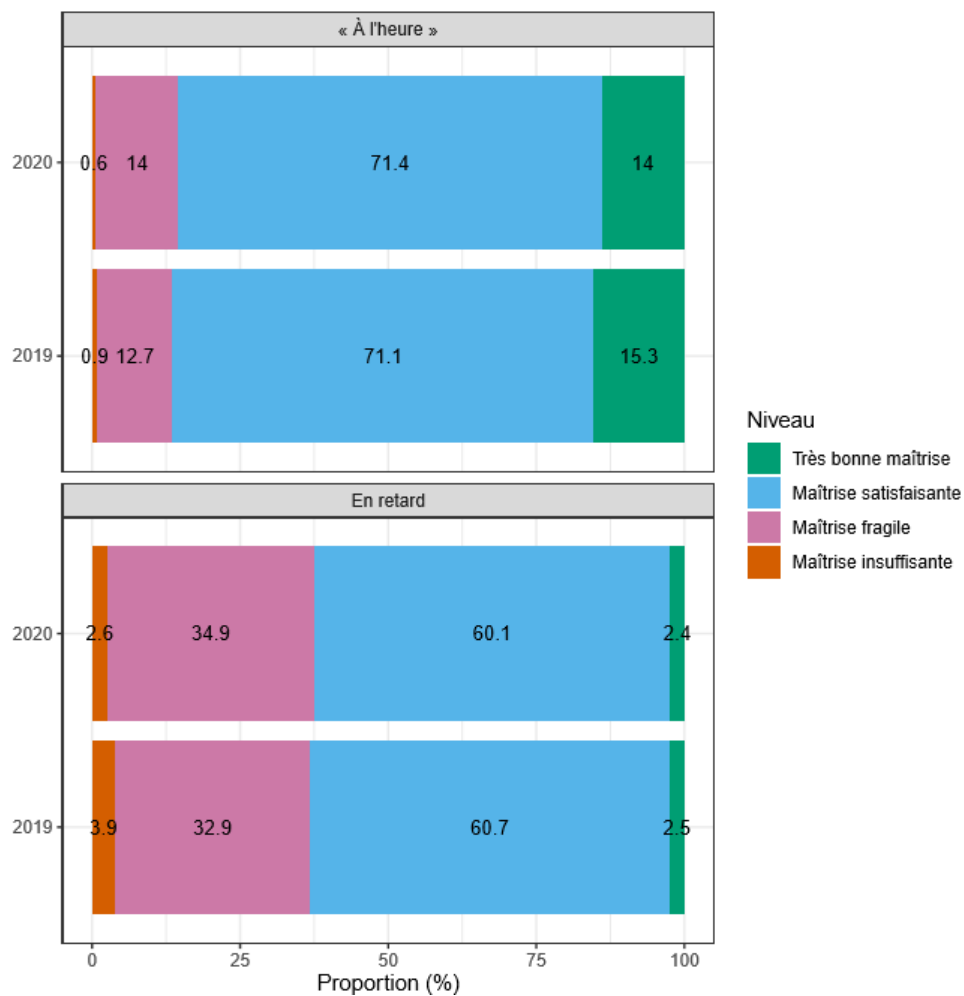 « À l'heure »
2020
0.6 14 71.4 14
2019
0.9 12.7 71.1 15.3
En retard
2020
2.6 34.9 60.1 2.4
2019
3.9 32.9 60.7 2.5
0 25 50 75 100
Proportion (%)
Niveau
Très bonne maîtrise
Maîtrise satisfaisante
Maîtrise fragile
Maîtrise insuffisante